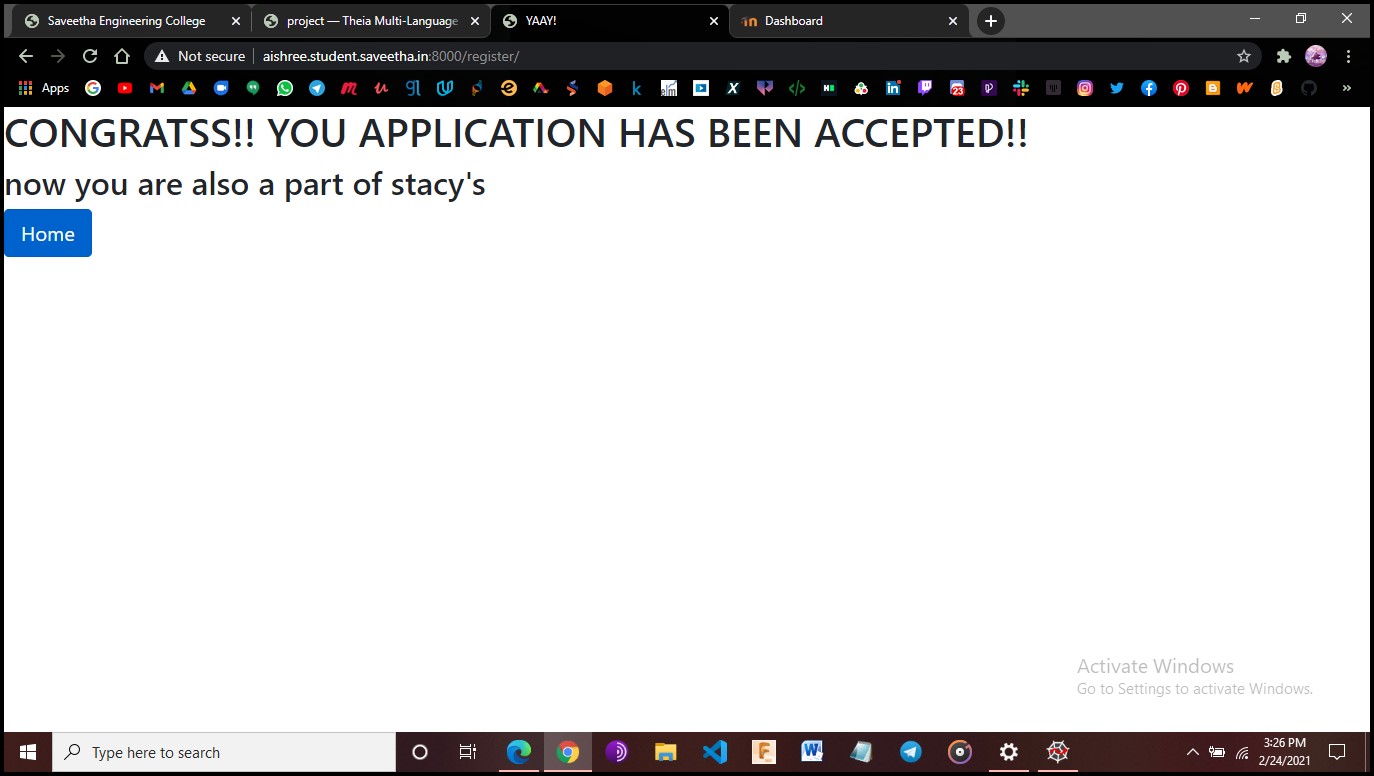 Saveetha Engineering College
project — Theia Multi-Language
YAAY!
Dashboard
Not secure
aishree.student.saveetha.in:8000/register/
Apps
CONGRATSS!! YOU APPLICATION HAS BEEN ACCEPTED!!
now you are also a part of stacy's
Home
Activate Windows
Go to Settings to activate Windows.
Type here to search
3:26 PM
2/24/2021